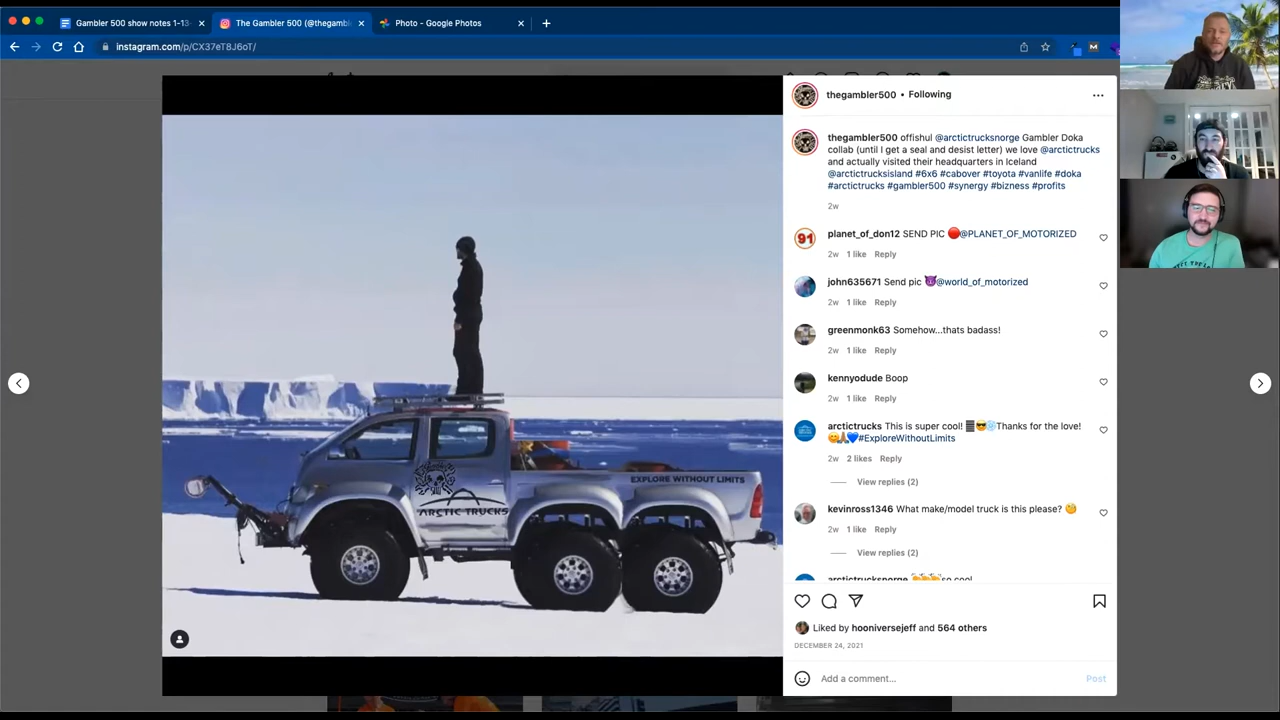 Gambler 500 show notes 1-13
The Gambler 500 (@thegambl
Photo - Google Photos
instagram.com/p/CX37eT8J6oT/
thegambler500 • Following
thegambler500 offishul @arctictrucksnorge Gambler Doka
collab (until I get a seal and desist letter) we love @arctictrucks
and actually visited their headquarters in Iceland
@arctictrucksisland #6x6 #cabover #toyota #vanlife #doka
#arctictrucks #gambler500 #synergy #bizness #profits
2w
91
planet_of_don12 SEND PIC 🔴@PLANET_OF_MOTORIZED
2w 1 like Reply
john635671 Send pic 😈@world_of_motorized
2w 1 like Reply
greenmonk63 Somehow...thats badass!
2w 1 like Reply
kennyodude Boop
2w 1 like Reply
arctictrucks This is super cool! Thanks for the love!
#ExploreWithoutLimits
2w 2 likes Reply
View replies (2)
kevinross1346 What make/model truck is this please? 🧐
2w 1 like Reply
View replies (2)
arctictrucksnorge so cool
Liked by hooniversejeff and 564 others
DECEMBER 24, 2021
Add a comment...
Post
EXPLORE WITHOUT LIMITS
ARCTIC TRUCKS